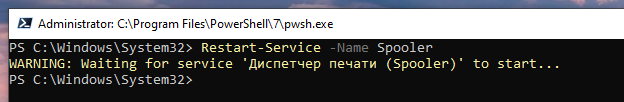 Administrator: C:\Program Files\PowerShell\7\pwsh.exe
PS C:\Windows\System32> Restart-Service -Name Spooler
WARNING: Waiting for service 'Диспетчер печати (Spooler)' to start...
PS C:\Windows\System32>